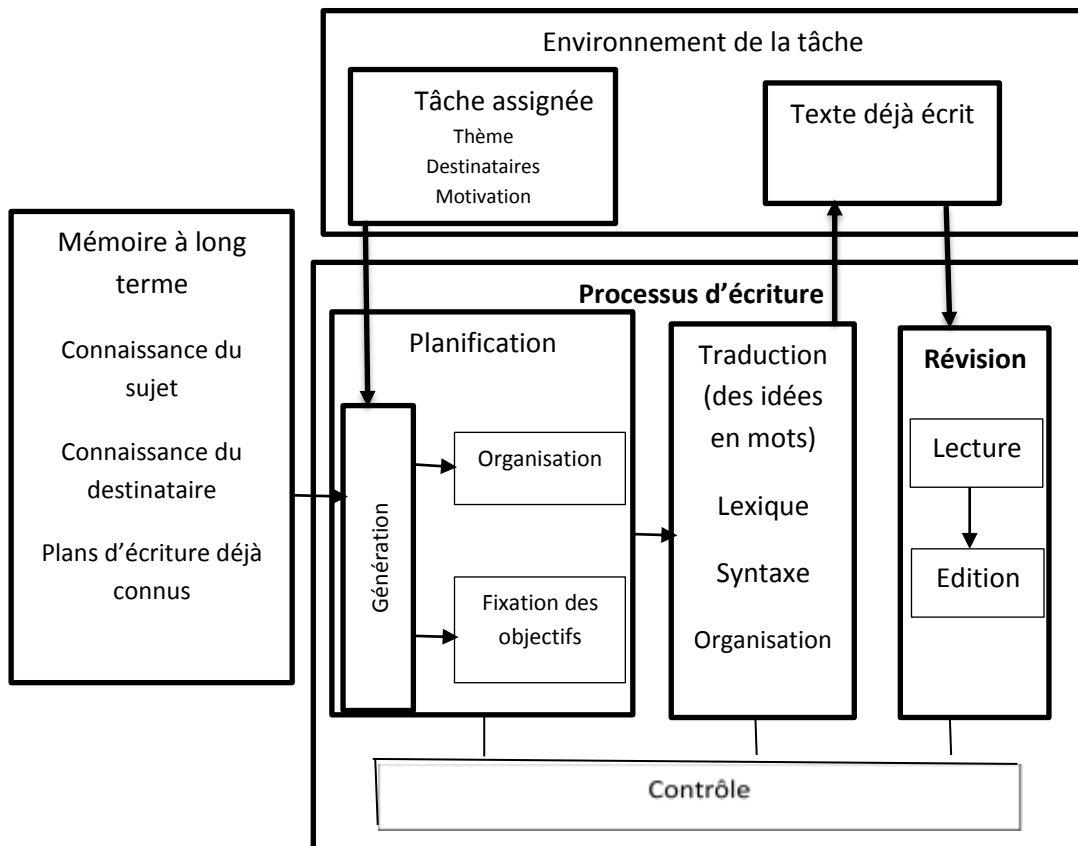 Environnement de la tâche
Tâche assignée
Thème
Destinataires
Motivation
Texte déjà écrit
Mémoire à long
terme
Connaissance du
sujet
Connaissance du
destinataire
Plans d’écriture déjà
connus
Processus d’écriture
Planification
Génération
Organisation
Fixation des
objectifs
Traduction
(des idées
en mots)
Lexique
Syntaxe
Organisation
Révision
Lecture
Edition
Contrôle